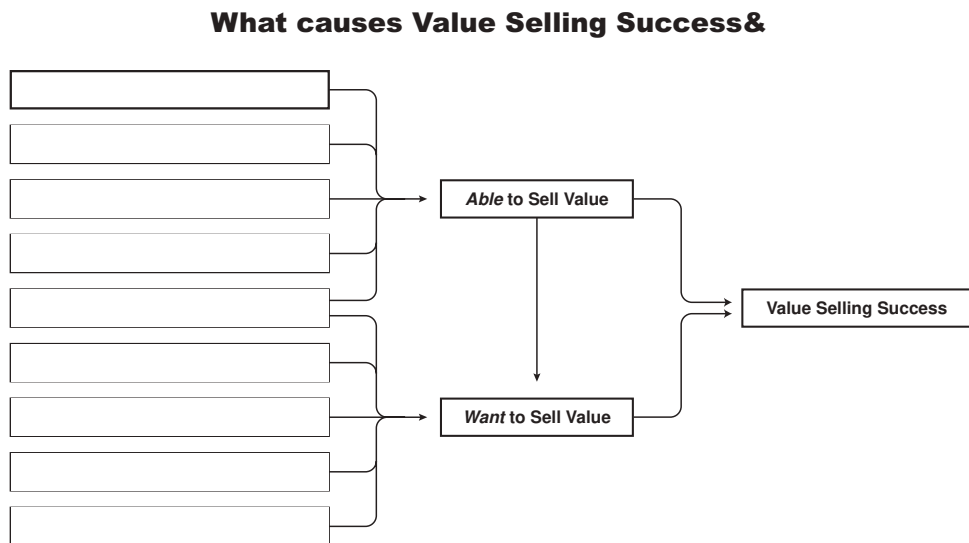 What causes Value Selling Success&
Able to Sell Value
Value Selling Success
Want to Sell Value